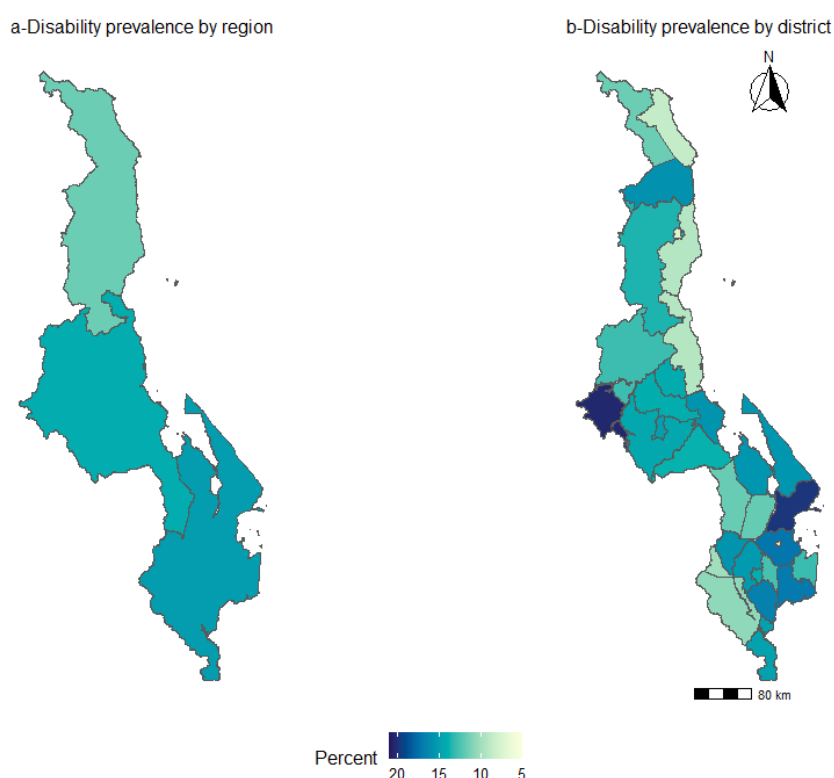 a-Disability prevalence by region
b-Disability prevalence by district
N
80 km
Percent
20 15 10 5